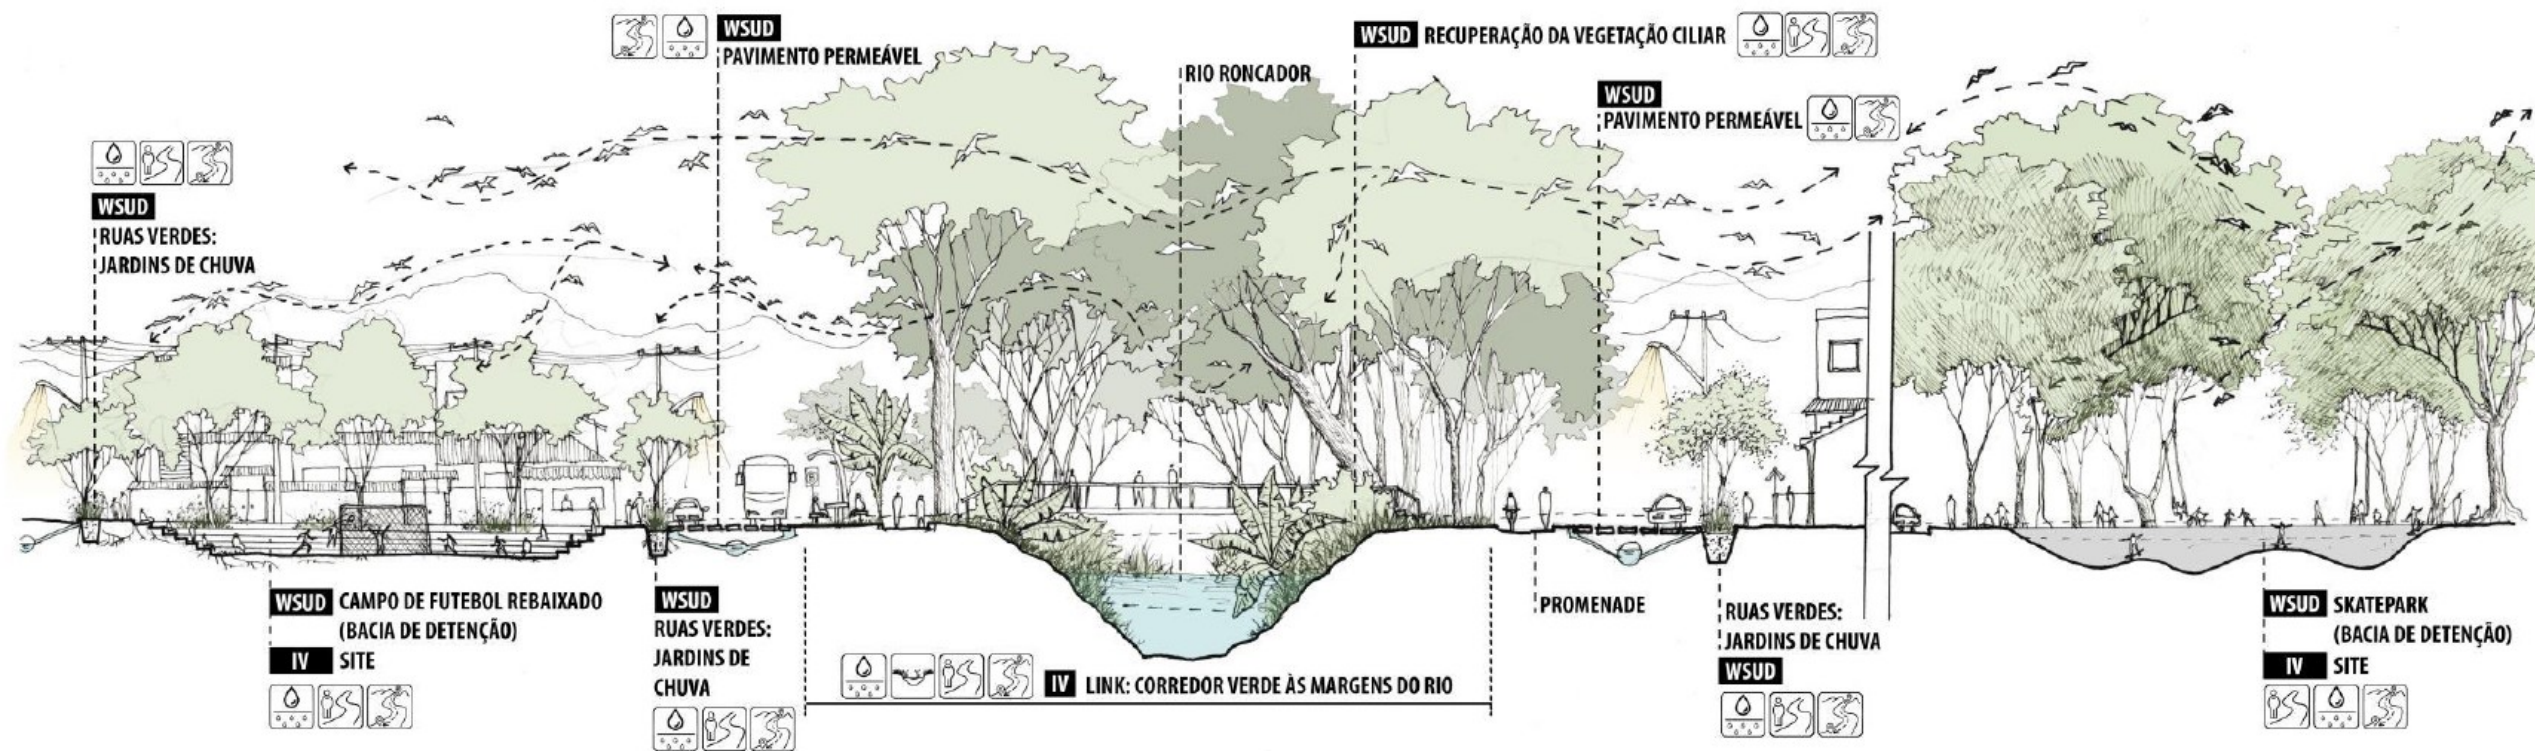 WSUD
RUAS VERDES:
JARDINS DE CHUVA
WSUD
PAVIMENTO PERMEÁVEL
RIO RONCADOR
WSUD RECUPERAÇÃO DA VEGETAÇÃO CILIAR
WSUD
PAVIMENTO PERMEÁVEL
WSUD CAMPO DE FUTEBOL REBAIXADO
(BACIA DE DETENÇÃO)
IV SITE
WSUD
RUAS VERDES:
JARDINS DE
CHUVA
IV LINK: CORREDOR VERDE ÀS MARGENS DO RIO
PROMENADE
RUAS VERDES:
JARDINS DE CHUVA
WSUD
WSUD SKATEPARK
(BACIA DE DETENÇÃO)
IV SITE